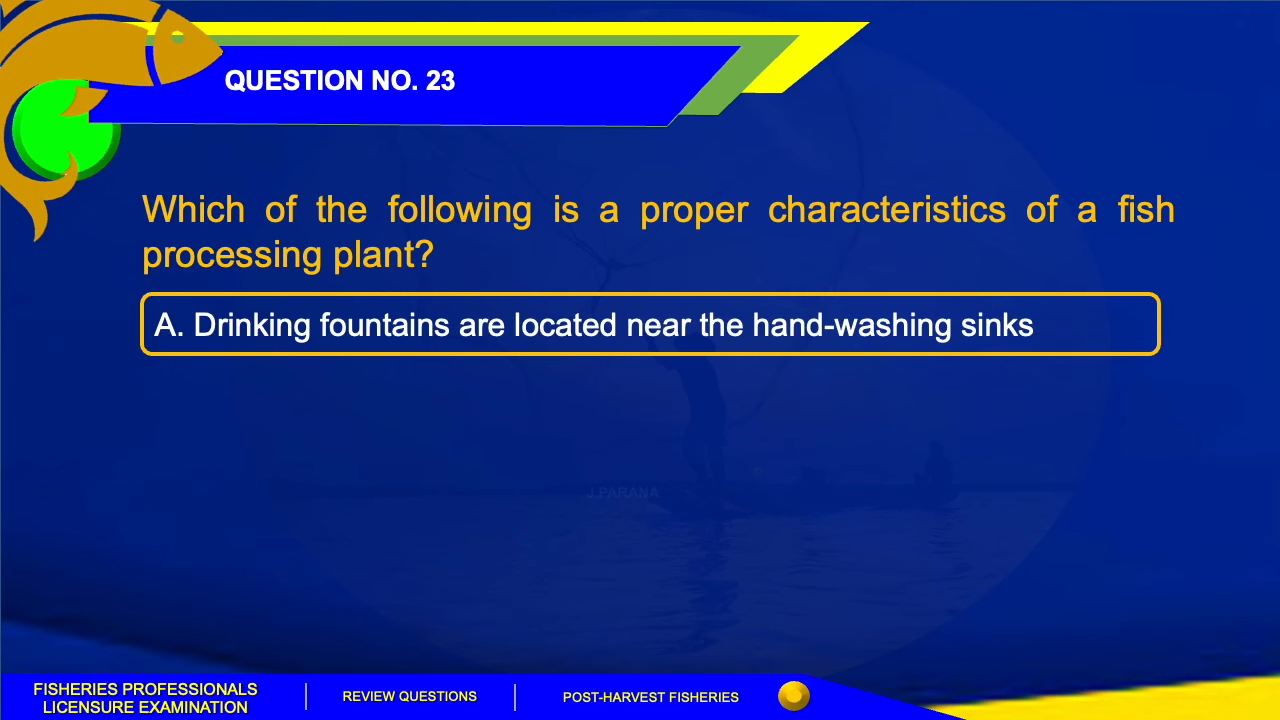 QUESTION NO. 23
Which of the following is a proper characteristics of a fish
processing plant?
A. Drinking fountains are located near the hand-washing sinks
J.PARANA
FISHERIES PROFESSIONALS
LICENSURE EXAMINATION
REVIEW QUESTIONS
POST-HARVEST FISHERIES